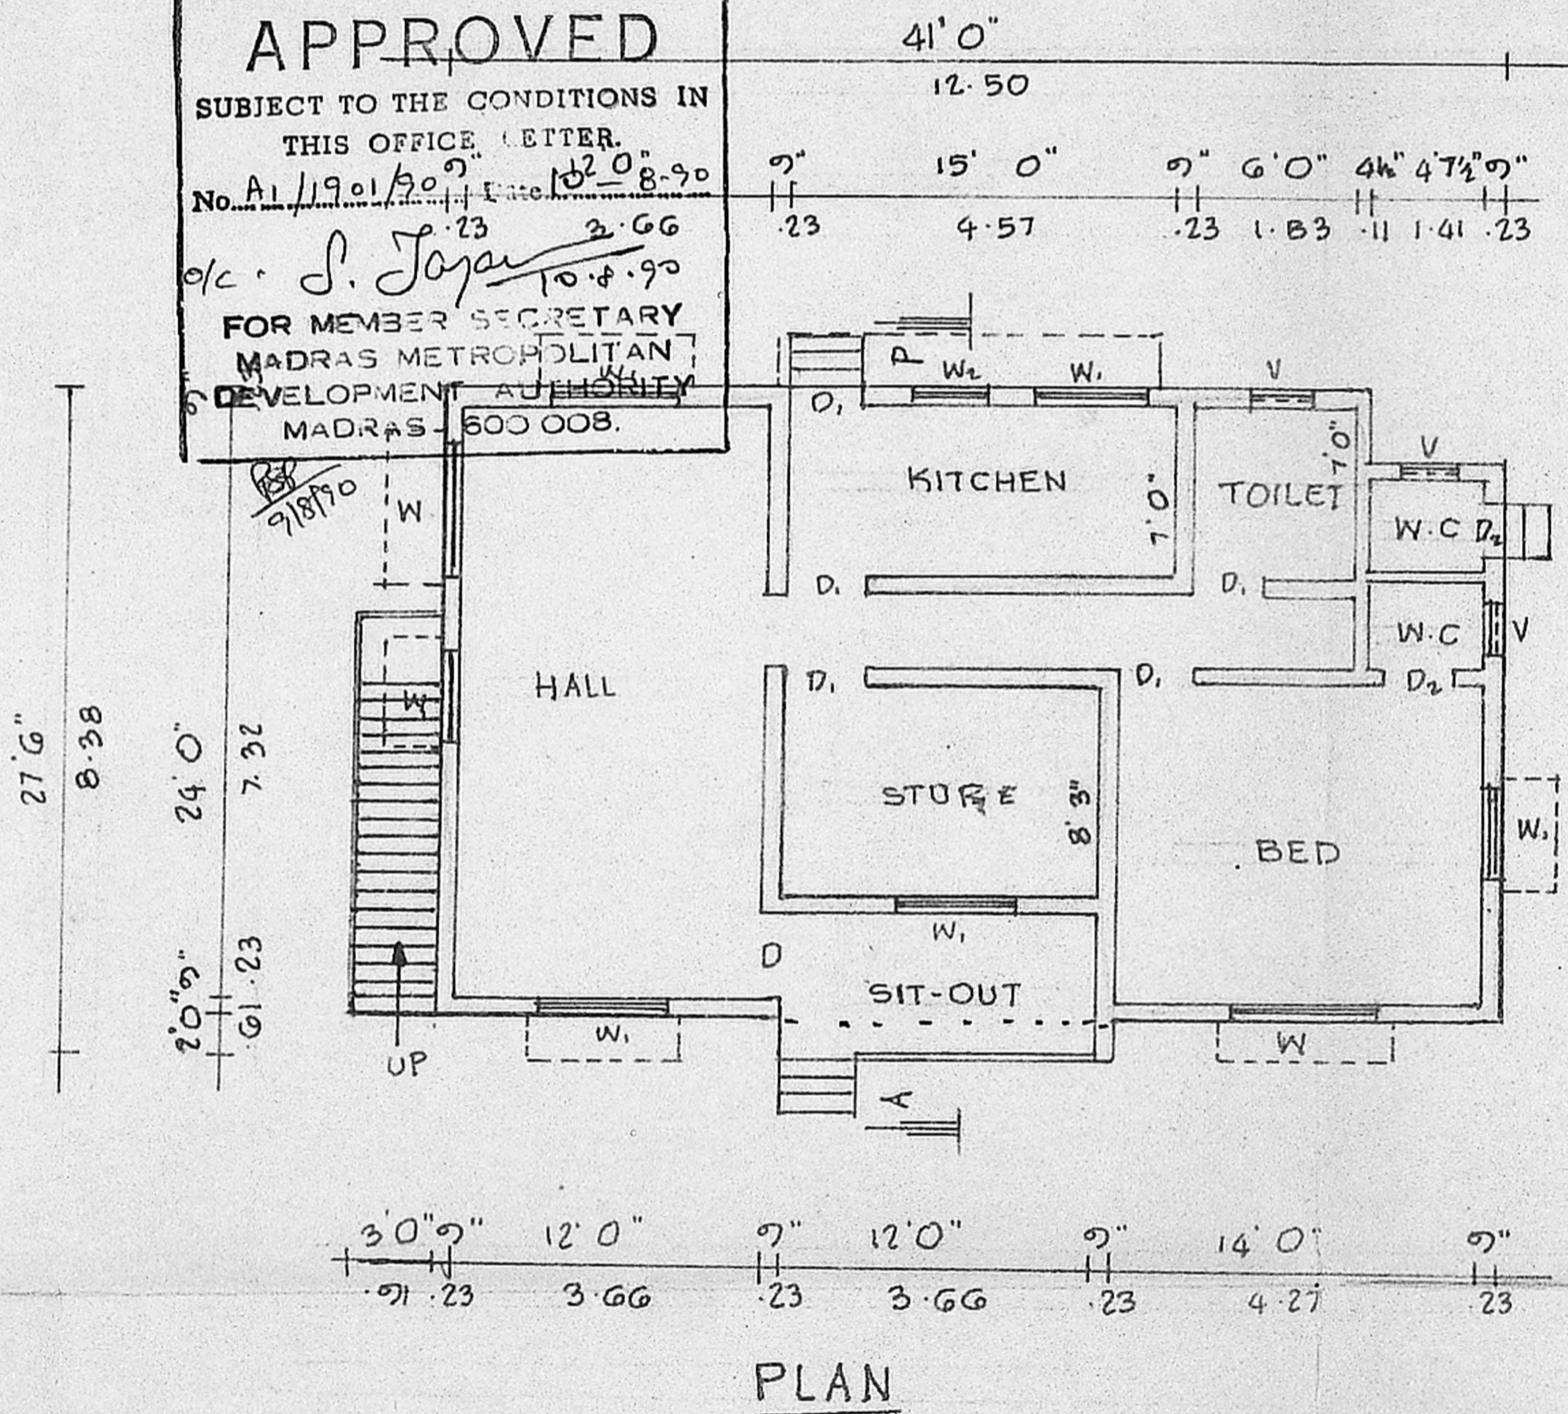 APPROVED
SUBJECT TO THE CONDITIONS IN
THIS OFFICE LETTER.
No. A1/1901/90 Date 10-8-90
9" 12'0"
.23 3.66
o/c.
10.8.90
FOR MEMBER SECRETARY
MADRAS METROPOLITAN
DEVELOPMENT AUTHORITY
MADRAS-600 008.
9/8/90
41'0"
12.50
9" 15'0" 9" 6'0" 4½" 4'7½" 9"
.23 4.57 .23 1.83 .11 1.41 .23
W1
D1
W2
W1
V
V
W
KITCHEN
7'0"
TOILET
7'0"
W.C D2
D1
D1
W.C
V
HALL
D1
D1
D2
W1
STORE
8'3"
BED
W1
W1
D
SIT-OUT
W1
W
UP
A
27'6"
8.38
24'0"
7.32
2'0" 9"
.61 .23
3'0" 9" 12'0" 9" 12'0" 9" 14'0" 9"
.91 .23 3.66 .23 3.66 .23 4.27 .23
PLAN